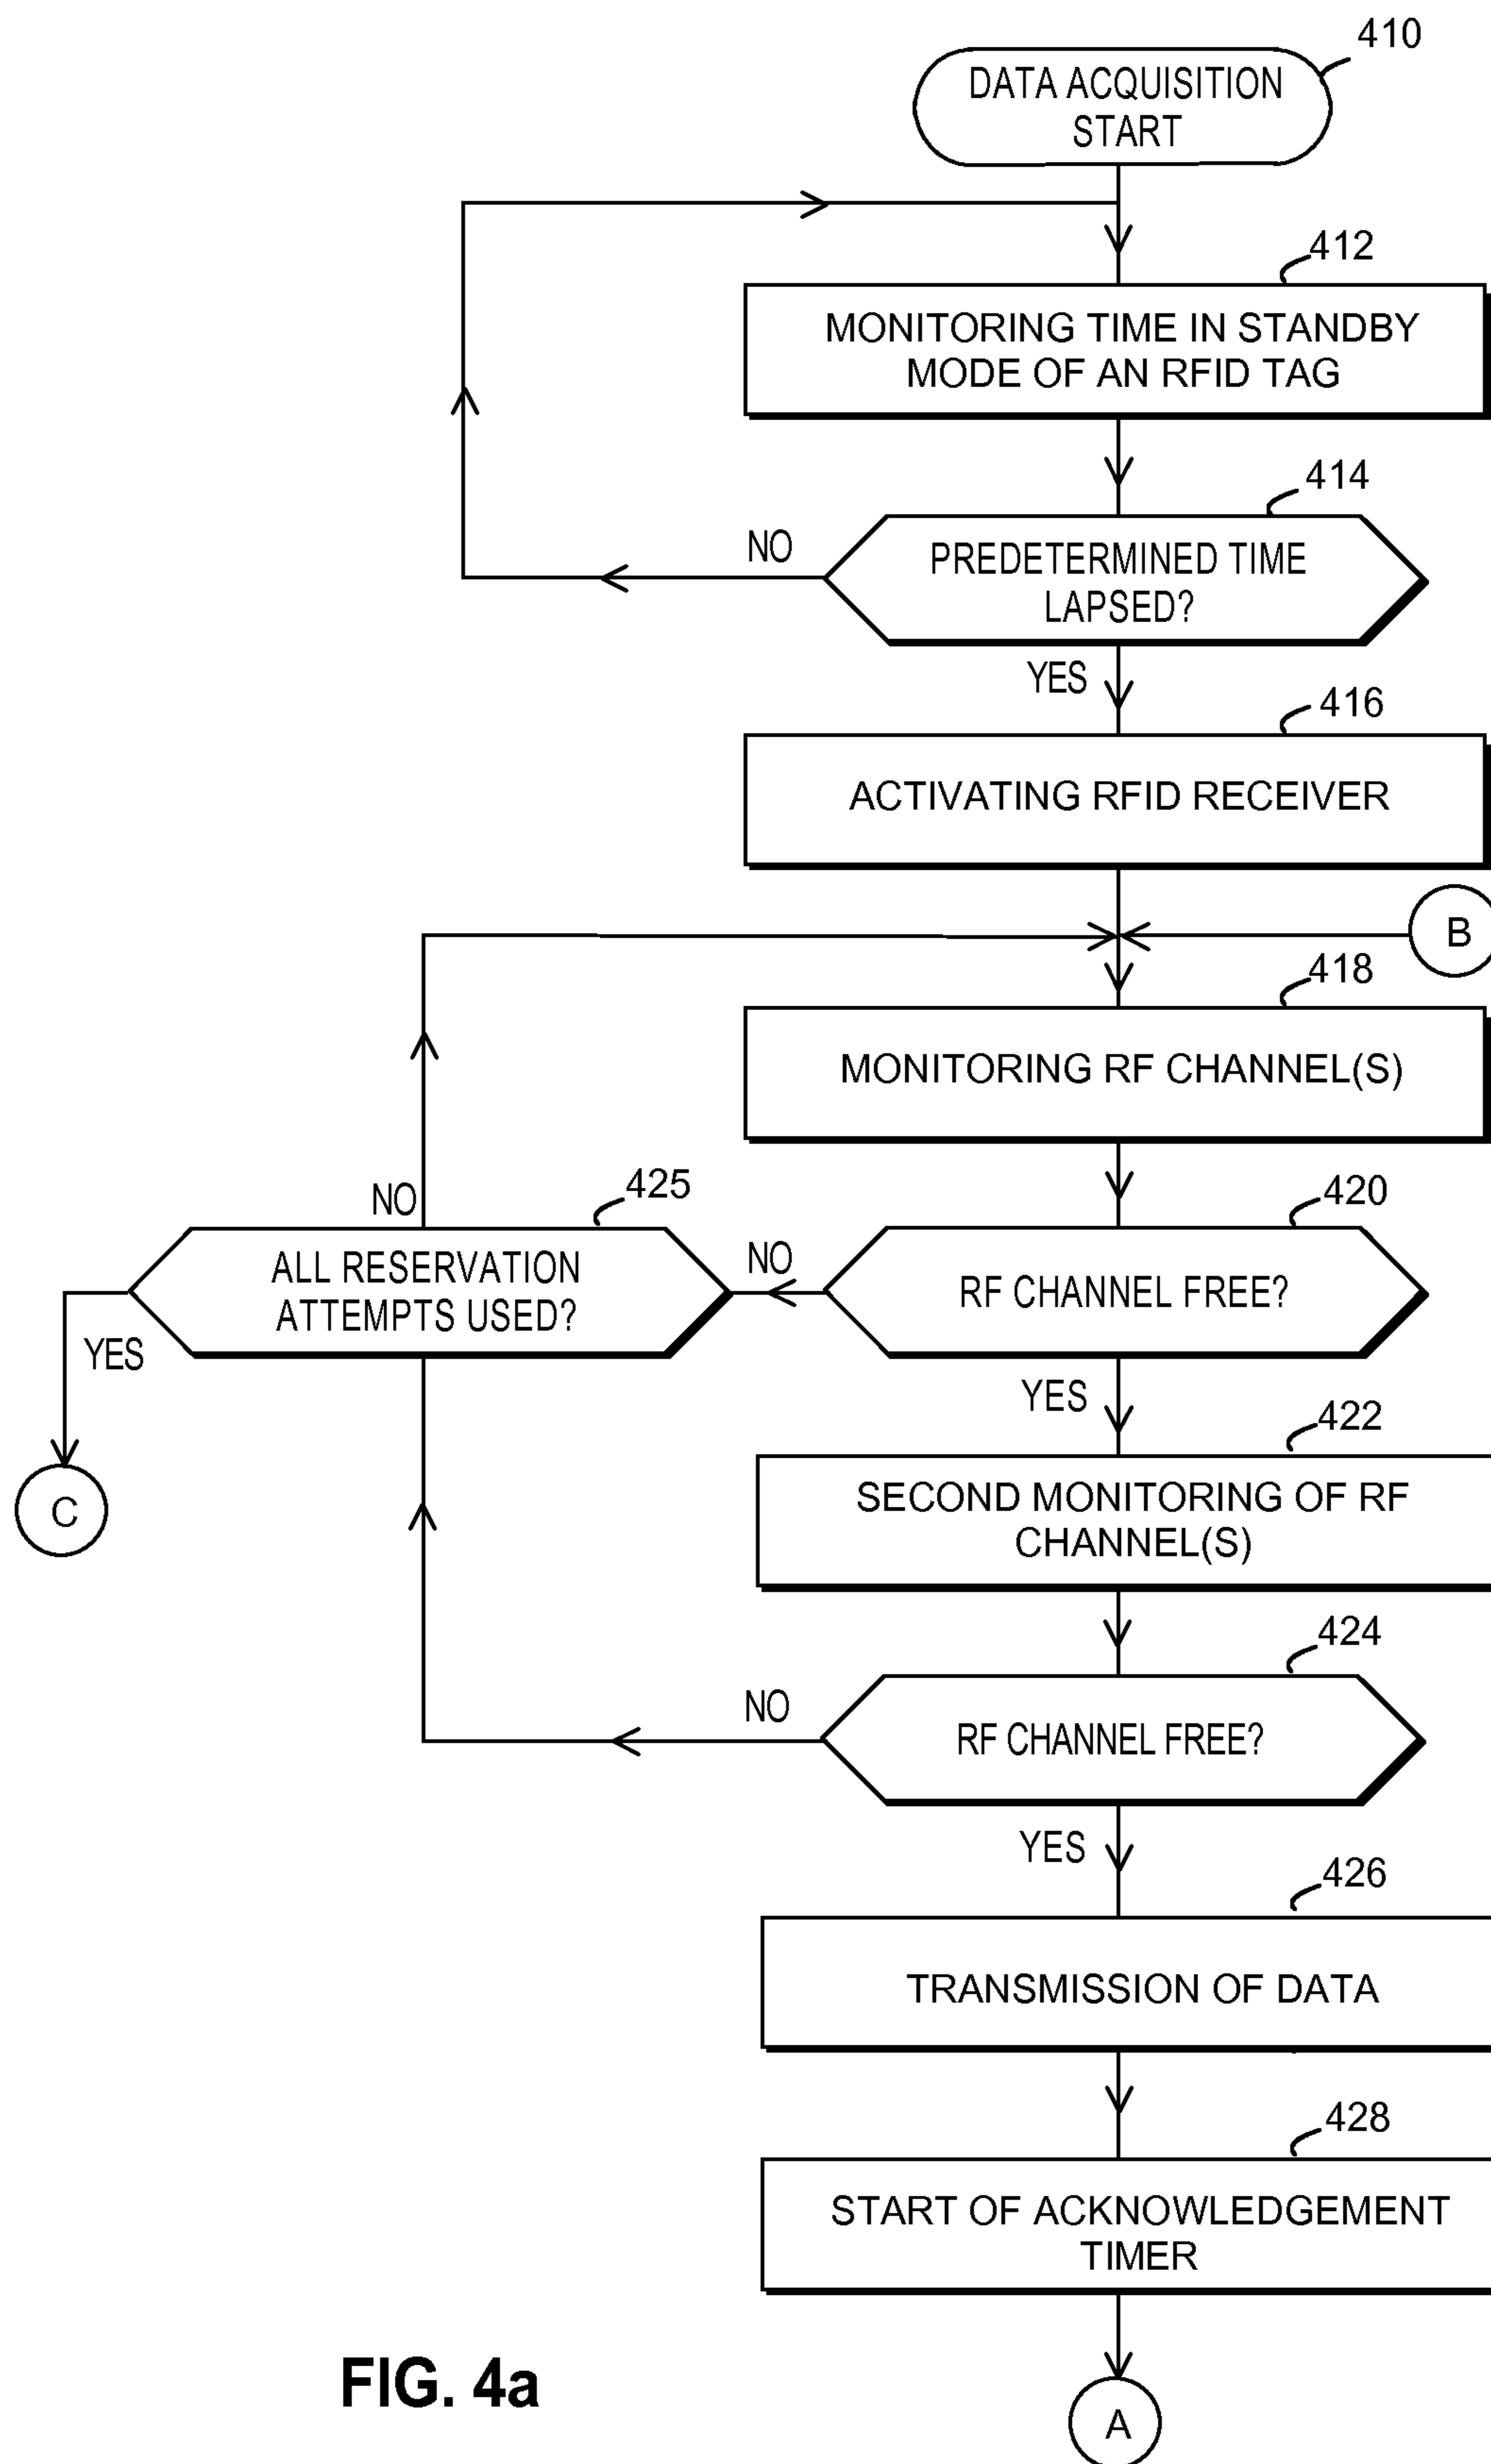 410
DATA ACQUISITION
START
412
MONITORING TIME IN STANDBY
MODE OF AN RFID TAG
414
NO
PREDETERMINED TIME
LAPSED?
YES
416
ACTIVATING RFID RECEIVER
B
418
MONITORING RF CHANNEL(S)
NO
425
420
ALL RESERVATION
ATTEMPTS USED?
NO
RF CHANNEL FREE?
YES
YES
422
C
SECOND MONITORING OF RF
CHANNEL(S)
424
NO
RF CHANNEL FREE?
YES
426
TRANSMISSION OF DATA
428
START OF ACKNOWLEDGEMENT
TIMER
FIG. 4a
A